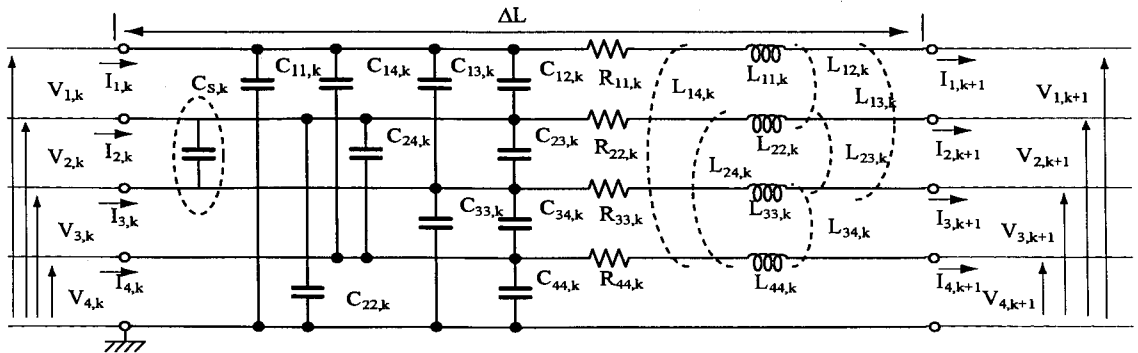 ΔL
I1,k CS,k C11,k C14,k C13,k C12,k R11,k L11,k L12,k I1,k+1
V1,k L14,k L13,k V1,k+1
I2,k C24,k C23,k R22,k L22,k L23,k I2,k+1
V2,k L24,k V2,k+1
I3,k C33,k C34,k R33,k L33,k I3,k+1
V3,k L34,k V3,k+1
I4,k C22,k C44,k R44,k L44,k I4,k+1
V4,k V4,k+1